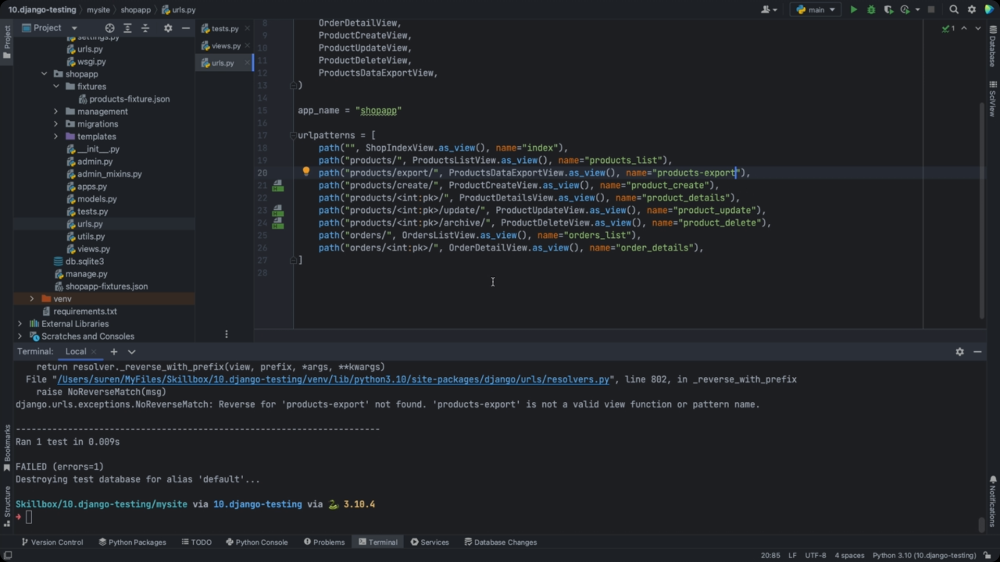 10.django-testing
mysite
shopapp
urls.py
main
Project
Project
settings.py
urls.py
wsgi.py
shopapp
fixtures
products-fixture.json
management
migrations
templates
__init__.py
admin.py
admin_mixins.py
apps.py
models.py
tests.py
urls.py
utils.py
views.py
db.sqlite3
manage.py
shopapp-fixtures.json
venv
requirements.txt
External Libraries
Scratches and Consoles
tests.py
views.py
urls.py
8 OrderDetailView,
9 ProductCreateView,
10 ProductUpdateView,
11 ProductDeleteView,
12 ProductsDataExportView,
13 )
14
15 app_name = "shopapp"
16
17 urlpatterns = [
18 path("", ShopIndexView.as_view(), name="index"),
19 path("products/", ProductsListView.as_view(), name="products_list"),
20 path("products/export/", ProductsDataExportView.as_view(), name="products-export"),
21 path("products/create/", ProductCreateView.as_view(), name="product_create"),
22 path("products/<int:pk>/", ProductDetailsView.as_view(), name="product_details"),
23 path("products/<int:pk>/update/", ProductUpdateView.as_view(), name="product_update"),
24 path("products/<int:pk>/archive/", ProductDeleteView.as_view(), name="product_delete"),
25 path("orders/", OrdersListView.as_view(), name="orders_list"),
26 path("orders/<int:pk>/", OrderDetailView.as_view(), name="order_details"),
27 ]
28
1
Database
SciView
Terminal:
Local
return resolver._reverse_with_prefix(view, prefix, *args, **kwargs)
File "/Users/suren/MyFiles/Skillbox/10.django-testing/venv/lib/python3.10/site-packages/django/urls/resolvers.py", line 802, in _reverse_with_prefix
raise NoReverseMatch(msg)
django.urls.exceptions.NoReverseMatch: Reverse for 'products-export' not found. 'products-export' is not a valid view function or pattern name.
----------------------------------------------------------------------
Ran 1 test in 0.009s
FAILED (errors=1)
Destroying test database for alias 'default'...
Skillbox/10.django-testing/mysite via 10.django-testing via 3.10.4
Bookmarks
Structure
Notifications
Version Control
Python Packages
TODO
Python Console
Problems
Terminal
Services
Database Changes
20:85
LF
UTF-8
4 spaces
Python 3.10 (10.django-testing)